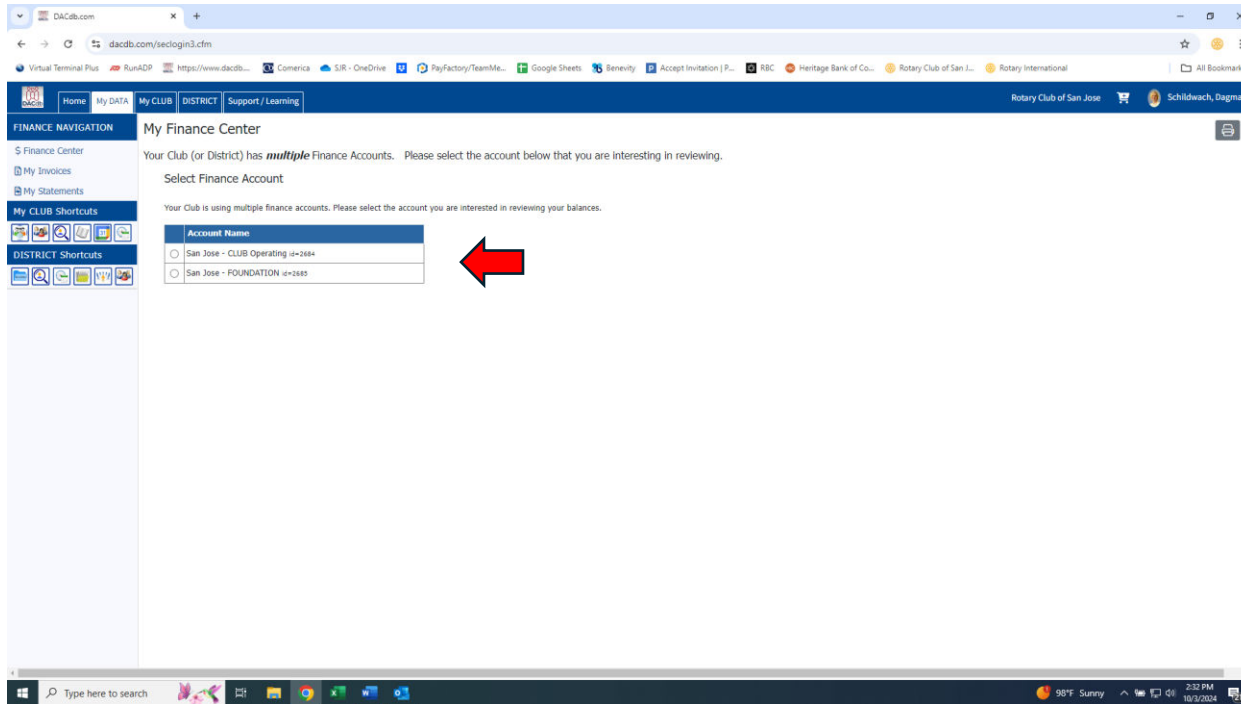 DACdb.com
dacdb.com/seclogin3.cfm
Virtual Terminal Plus RunADP https://www.dacdb... Comerica SJR - OneDrive PayFactory/TeamMe... Google Sheets Benevity Accept Invitation | P... RBC Heritage Bank of Co... Rotary Club of San J... Rotary International All Bookmark
DACdb Home My DATA My CLUB DISTRICT Support / Learning Rotary Club of San Jose Schildwach, Dagma
FINANCE NAVIGATION
$ Finance Center
My Invoices
My Statements
My CLUB Shortcuts
DISTRICT Shortcuts
My Finance Center
Your Club (or District) has multiple Finance Accounts. Please select the account below that you are interesting in reviewing.
Select Finance Account
Your Club is using multiple finance accounts. Please select the account you are interested in reviewing your balances.
Account Name
San Jose - CLUB Operating id=2684
San Jose - FOUNDATION id=2685
Type here to search 98°F Sunny 2:32 PM
10/3/2024